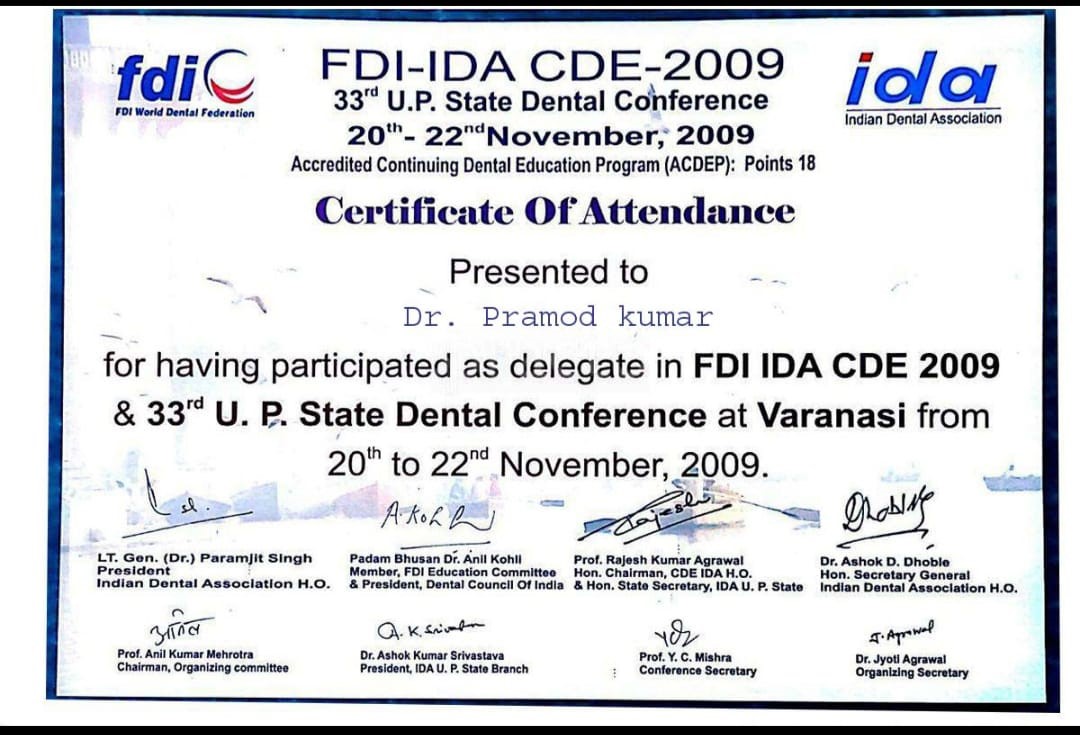 fdi
FDI World Dental Federation
FDI-IDA CDE-2009
33rd U.P. State Dental Conference
20th- 22nd November, 2009
Accredited Continuing Dental Education Program (ACDEP): Points 18
ida
Indian Dental Association
Certificate Of Attendance
Presented to
Dr. Pramod kumar
for having participated as delegate in FDI IDA CDE 2009
& 33rd U. P. State Dental Conference at Varanasi from
20th to 22nd November, 2009.
LT. Gen. (Dr.) Paramjit Singh
President
Indian Dental Association H.O.
Padam Bhusan Dr. Anil Kohli
Member, FDI Education Committee
& President, Dental Council Of India
Prof. Rajesh Kumar Agrawal
Hon. Chairman, CDE IDA H.O.
& Hon. State Secretary, IDA U. P. State
Dr. Ashok D. Dhoble
Hon. Secretary General
Indian Dental Association H.O.
Prof. Anil Kumar Mehrotra
Chairman, Organizing committee
A. K. Srivastava
Dr. Ashok Kumar Srivastava
President, IDA U. P. State Branch
Prof. Y. C. Mishra
Conference Secretary
J. Agrawal
Dr. Jyoti Agrawal
Organizing Secretary